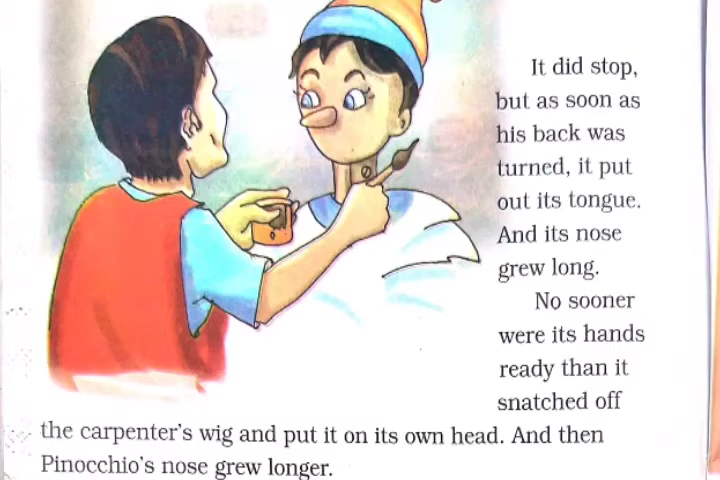 It did stop,
but as soon as
his back was
turned, it put
out its tongue.
And its nose
grew long.
No sooner
were its hands
ready than it
snatched off
the carpenter's wig and put it on its own head. And then
Pinocchio's nose grew longer.